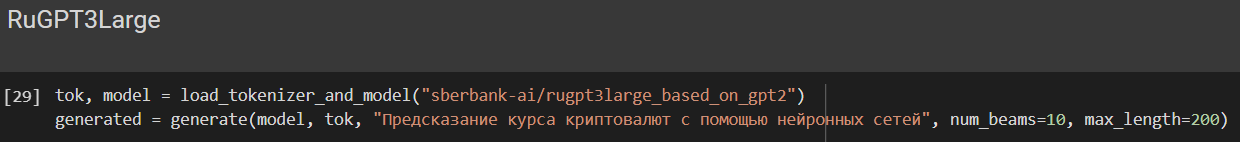 RuGPT3Large
[29] tok, model = load_tokenizer_and_model("sberbank-ai/rugpt3large_based_on_gpt2")
generated = generate(model, tok, "Предсказание курса криптовалют с помощью нейронных сетей", num_beams=10, max_length=200)